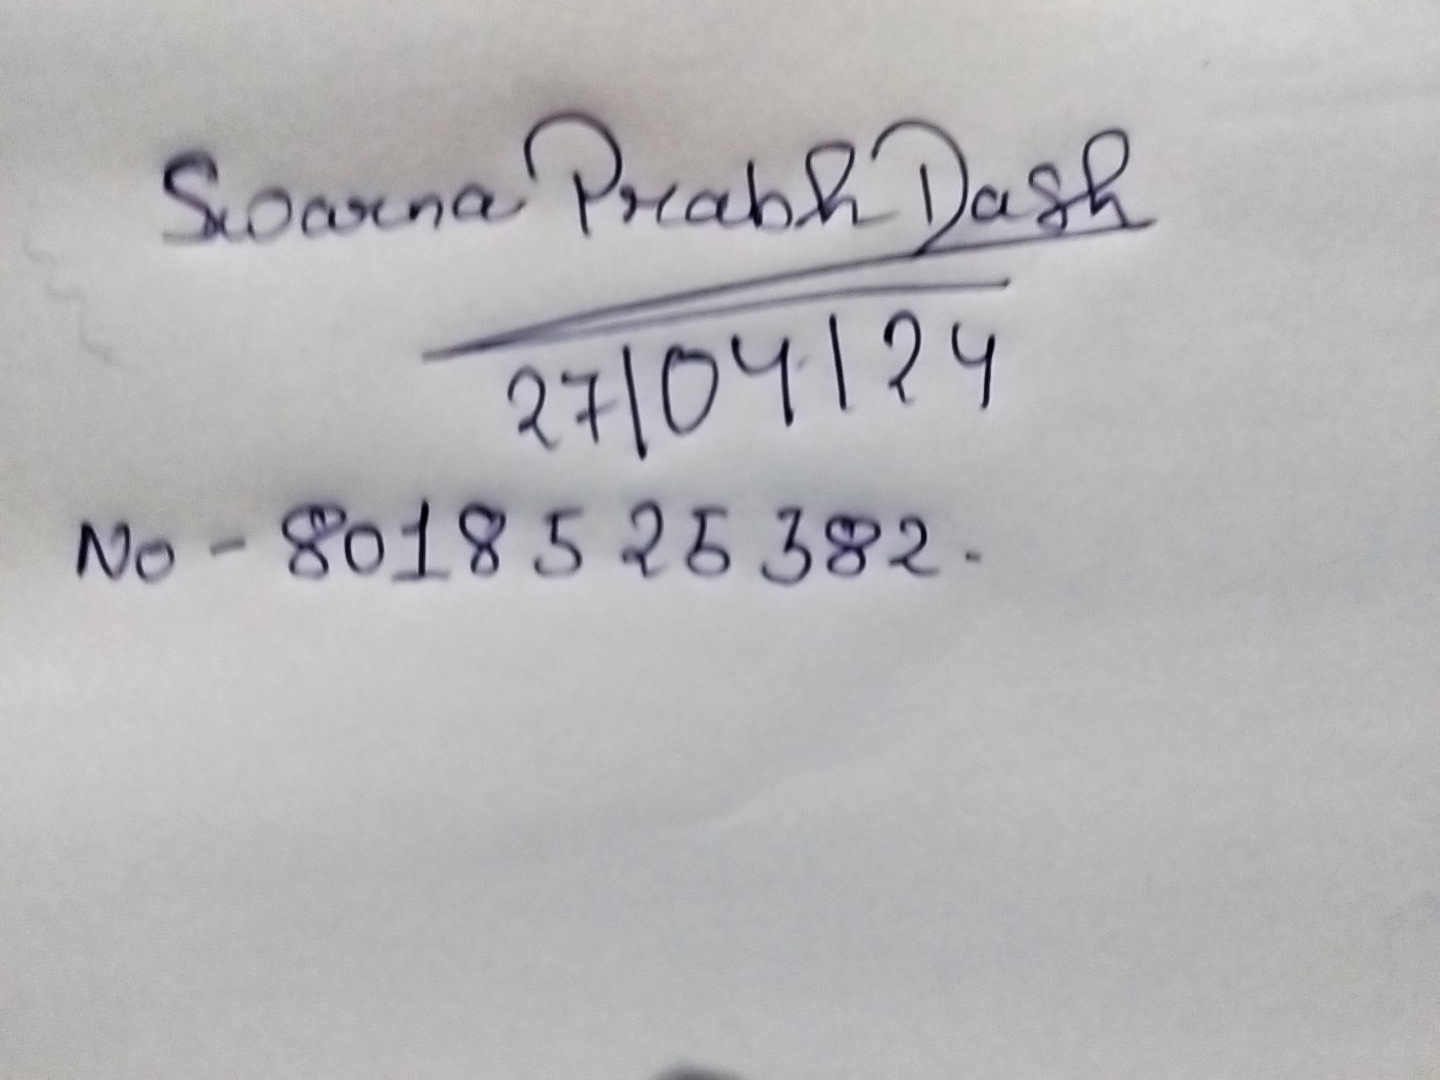 Swarna Prabh Dash
27/04/24
No - 8018525382.